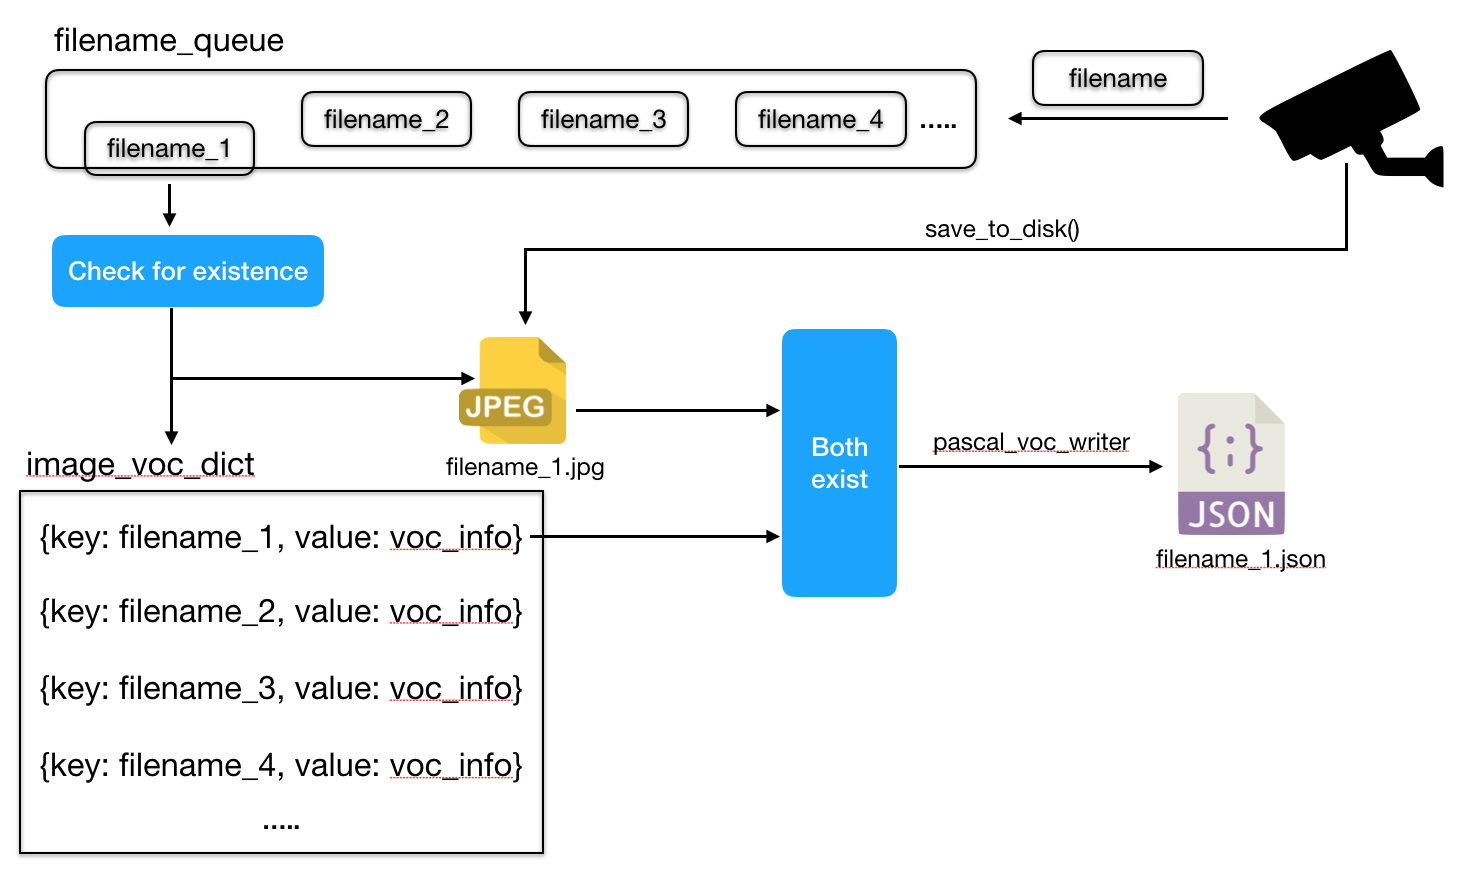 filename_queue
filename
filename_1
filename_2
filename_3
filename_4
.....
save_to_disk()
Check for existence
JPEG
filename_1.jpg
image_voc_dict
{key: filename_1, value: voc_info}
{key: filename_2, value: voc_info}
{key: filename_3, value: voc_info}
{key: filename_4, value: voc_info}
.....
Both
exist
pascal_voc_writer
{;}
JSON
filename_1.json